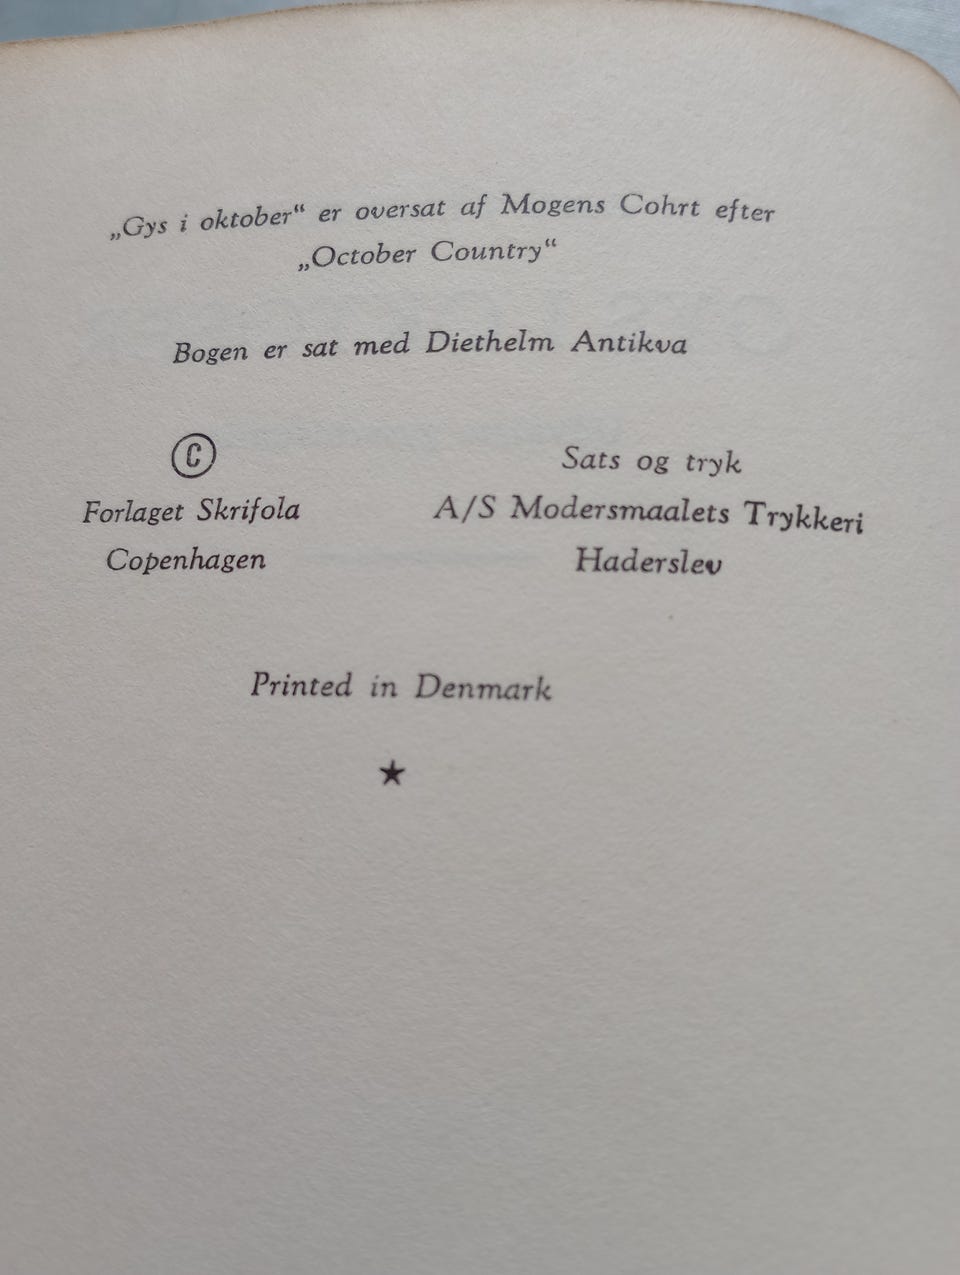 „Gys i oktober“ er oversat af Mogens Cohrt efter
„October Country“
Bogen er sat med Diethelm Antikva
©
Forlaget Skrifola
Copenhagen
Sats og tryk
A/S Modersmaalets Trykkeri
Haderslev
Printed in Denmark
★